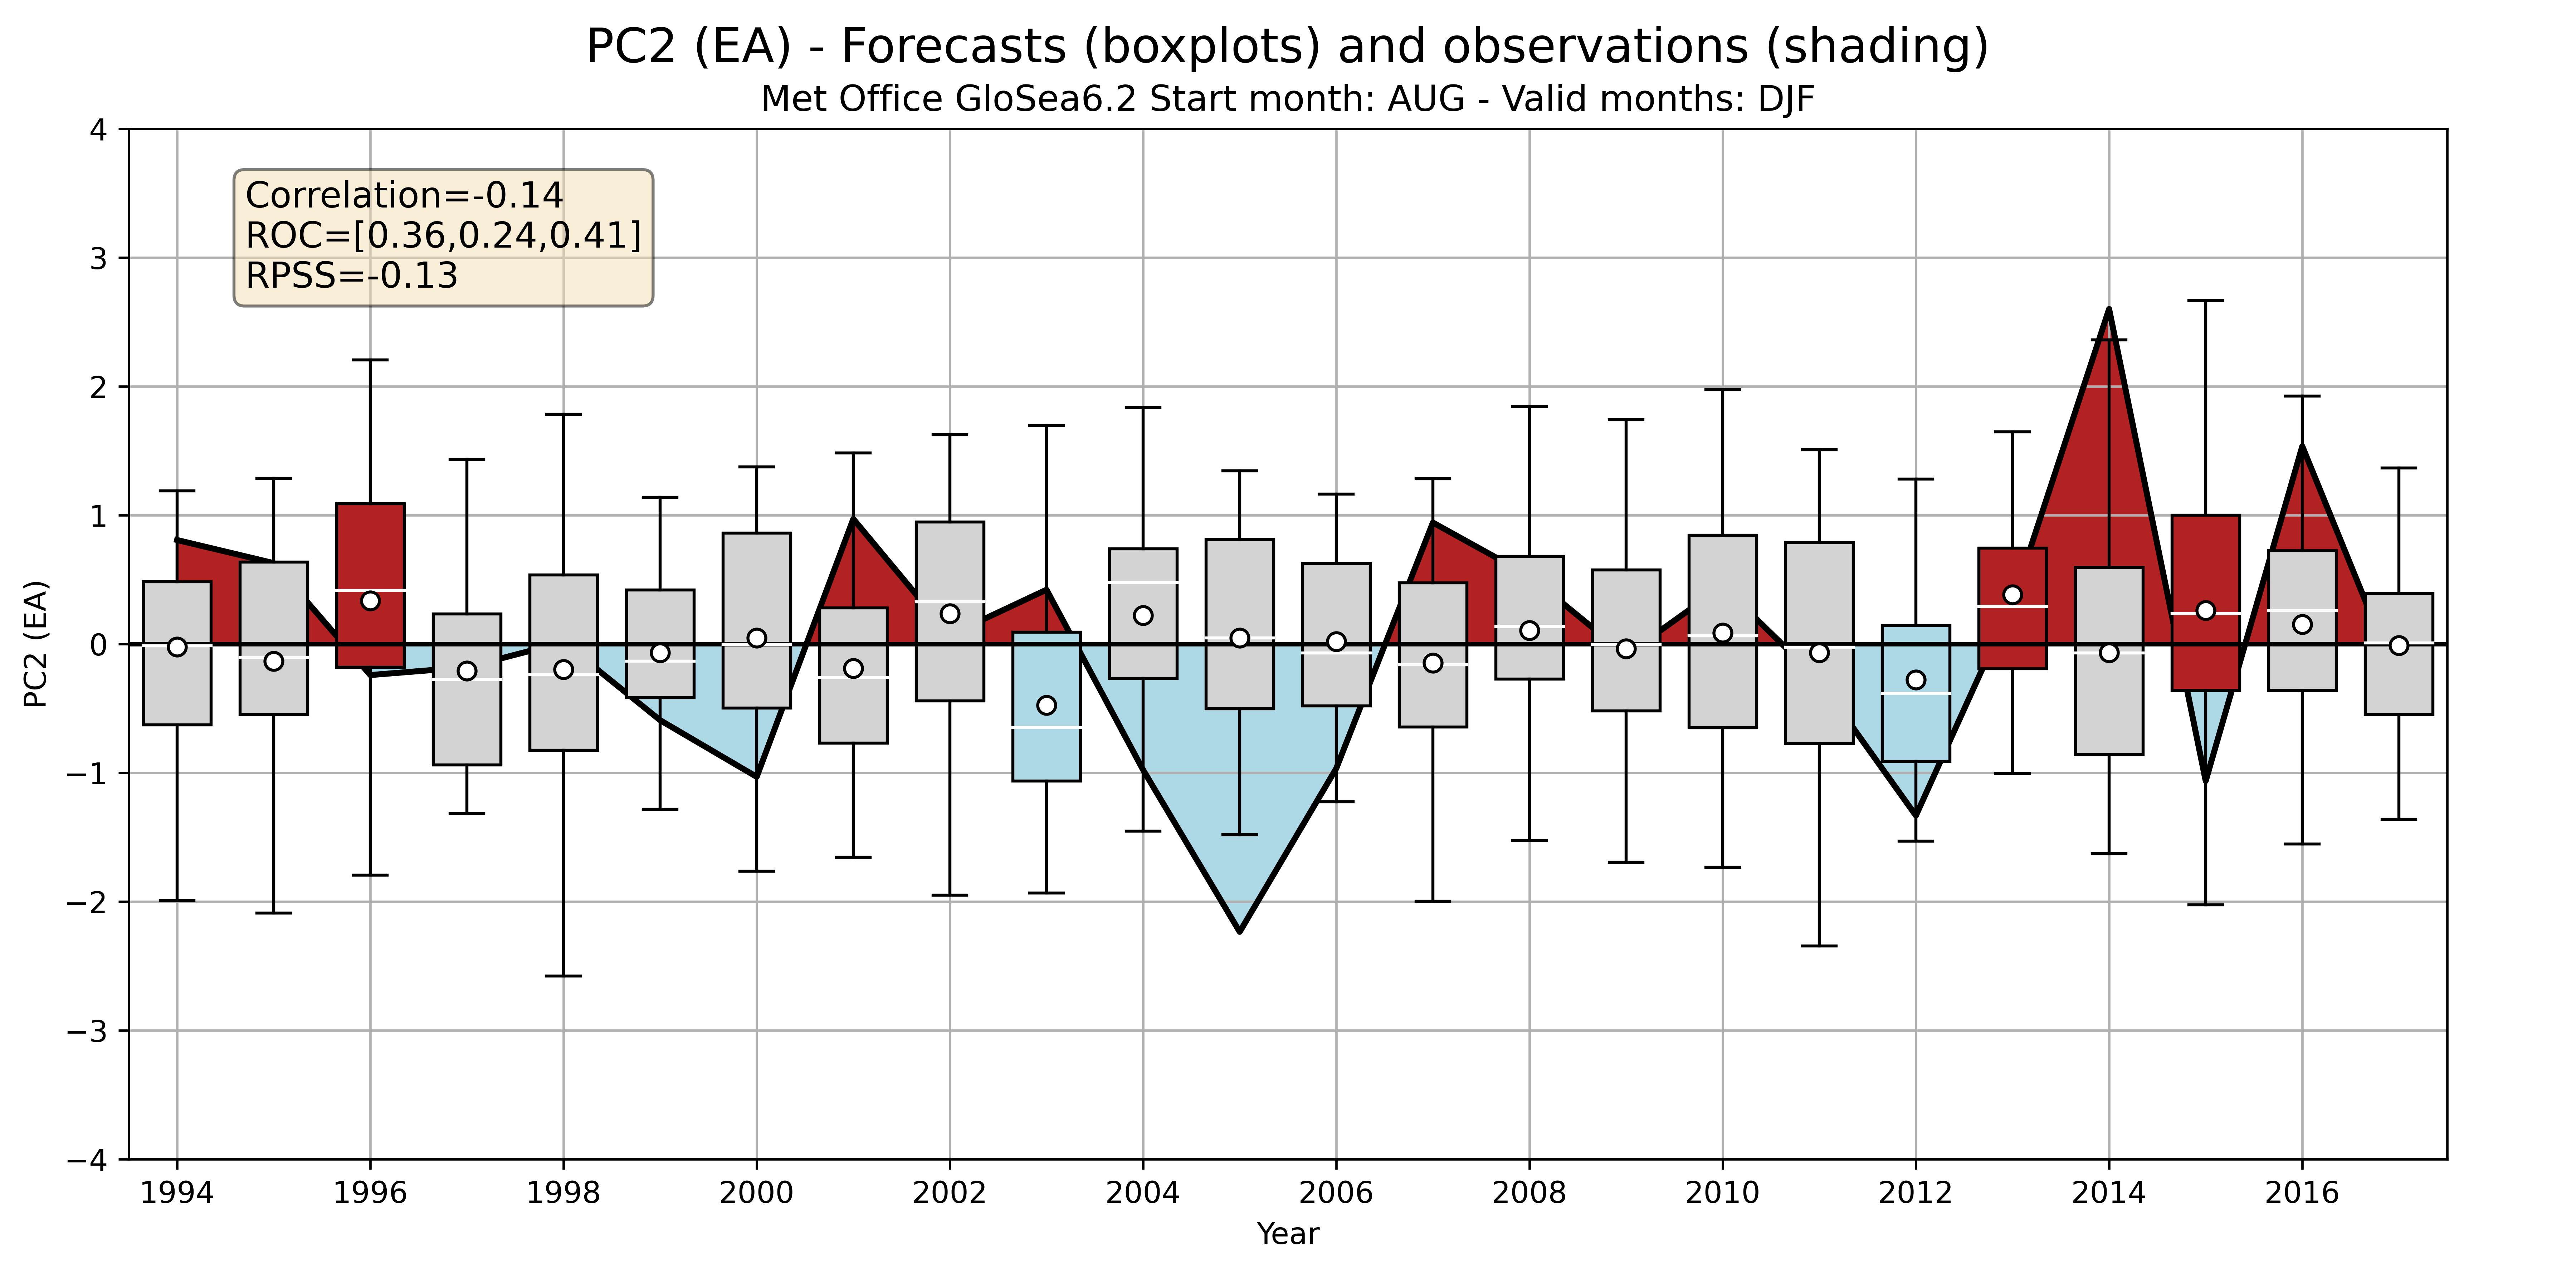 PC2 (EA) - Forecasts (boxplots) and observations (shading)
Met Office GloSea6.2 Start month: AUG - Valid months: DJF
Correlation=-0.14
ROC=[0.36,0.24,0.41]
RPSS=-0.13
PC2 (EA)
4
3
2
1
0
−1
−2
−3
−4
1994 1996 1998 2000 2002 2004 2006 2008 2010 2012 2014 2016
Year